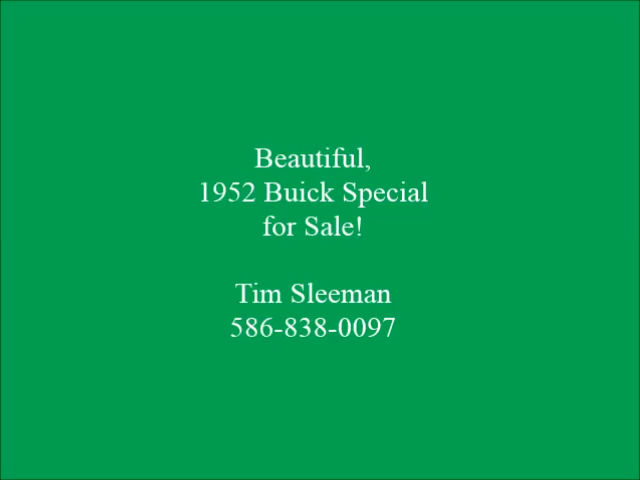 Beautiful,
1952 Buick Special
for Sale!
Tim Sleeman
586-838-0097